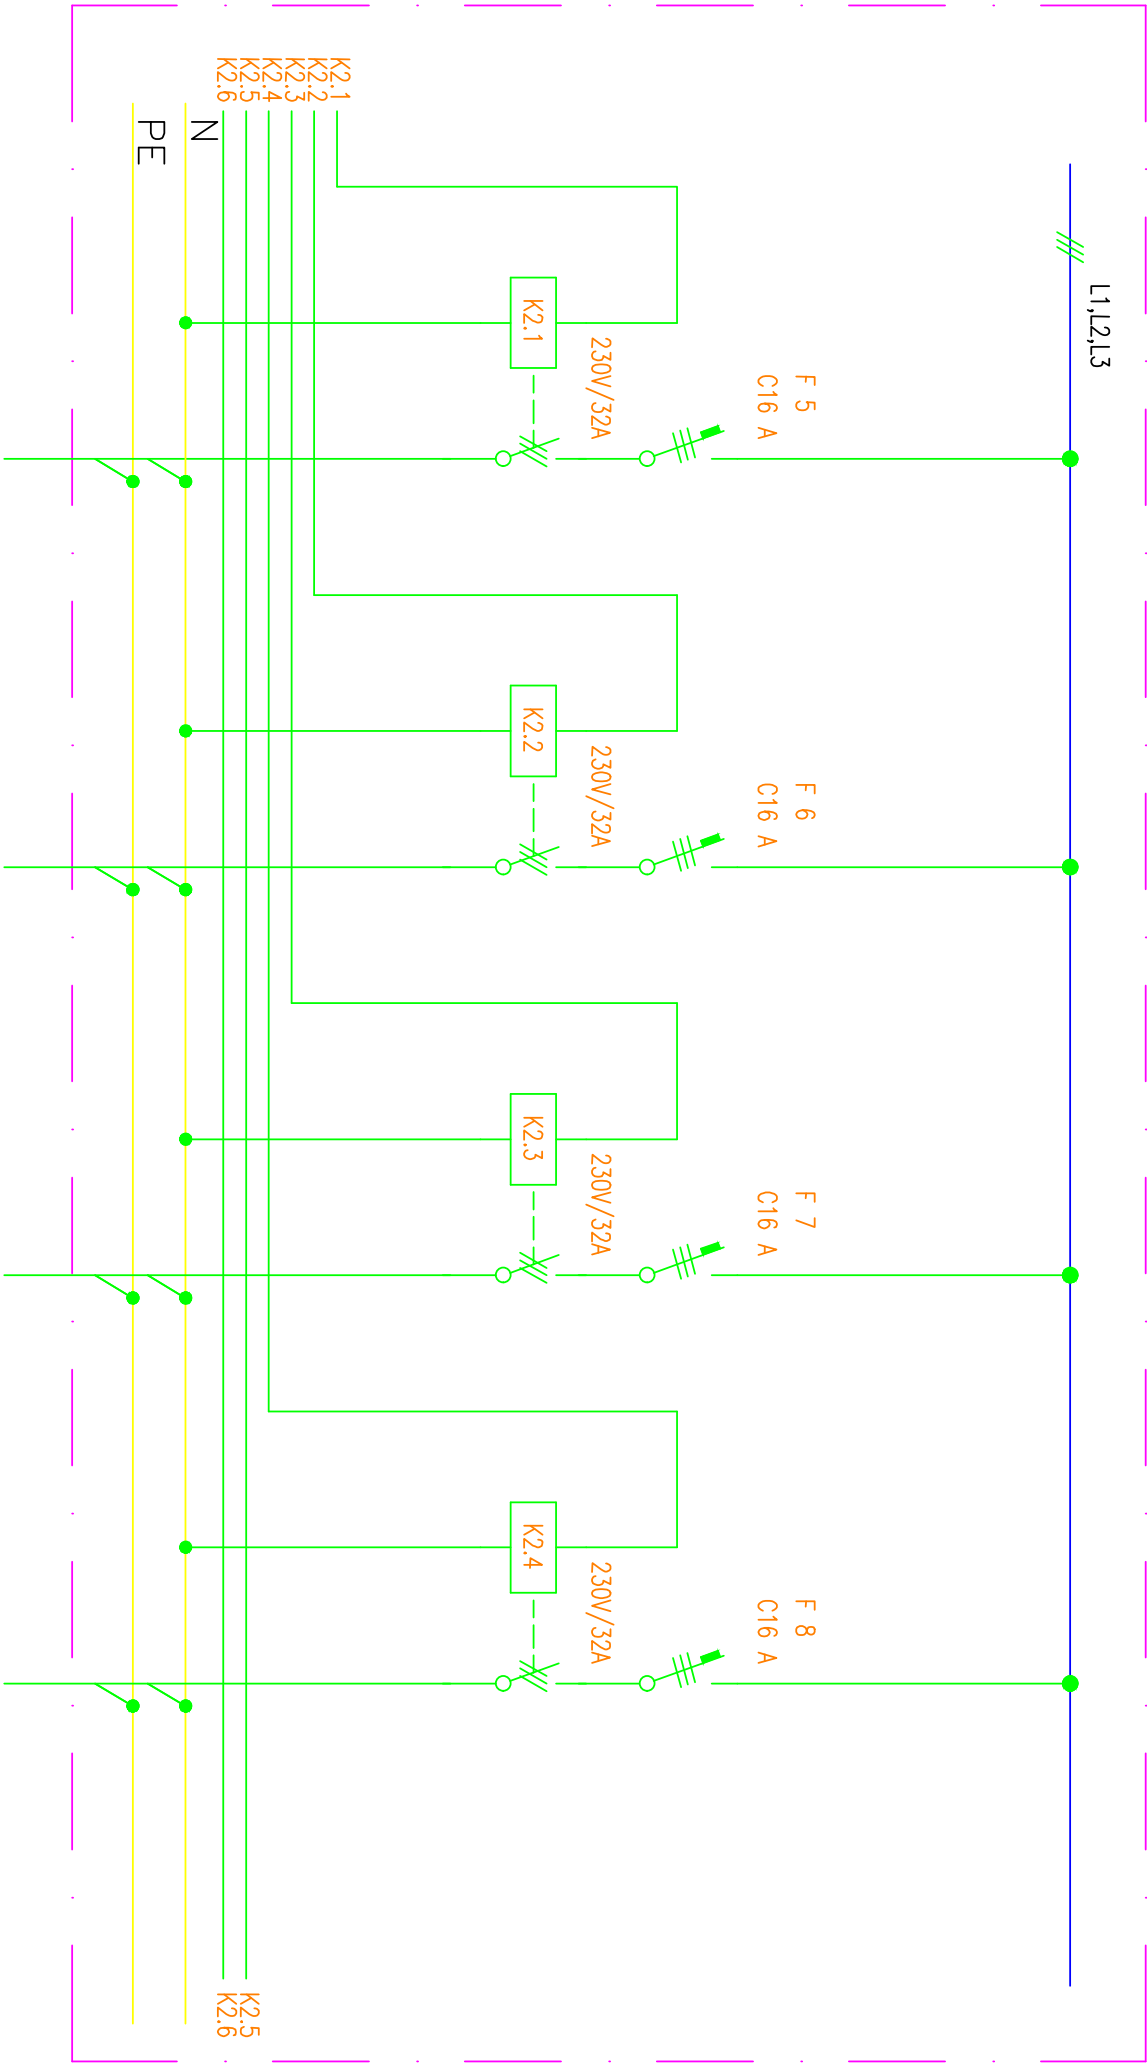 L1,L2,L3
F 5
C16 A
F 6
C16 A
F 7
C16 A
F 8
C16 A
230V/32A
230V/32A
230V/32A
230V/32A
K2.1
K2.2
K2.3
K2.4
K2.1
K2.2
K2.3
K2.4
K2.5
K2.6
K2.5
K2.6
N
PE